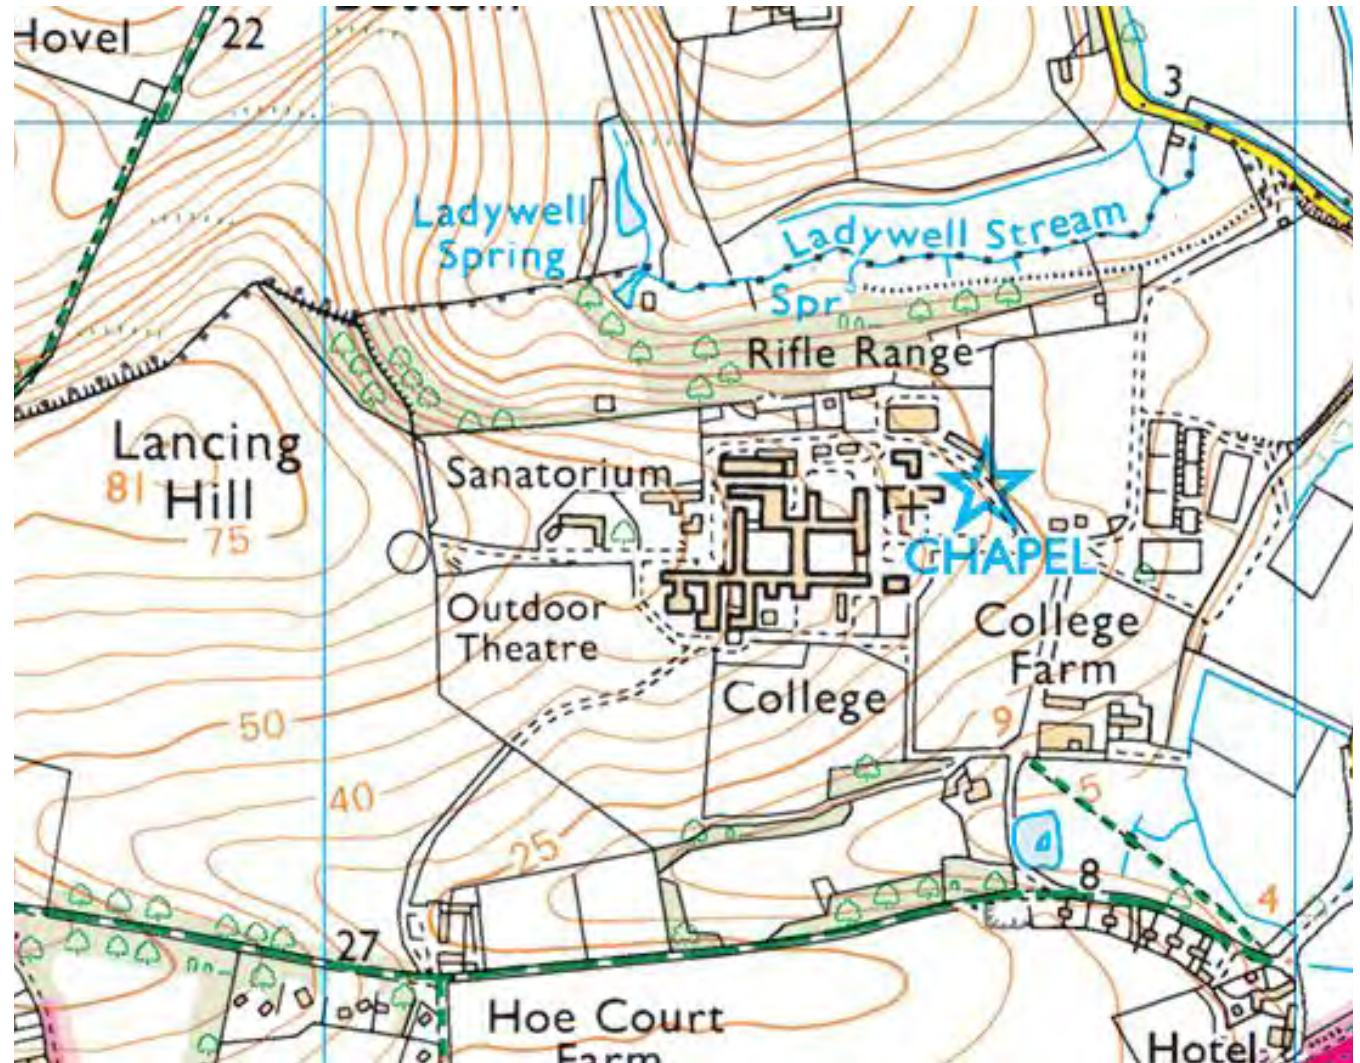 Bottom
Hovel
22
3
Ladywell
Spring
Ladywell Stream
Spr
Rifle Range
Lancing
Hill
81
75
Sanatorium
CHAPEL
Outdoor
Theatre
College
Farm
College
50
9
40
5
25
8
4
27
Hoe Court
Farm
Hotel